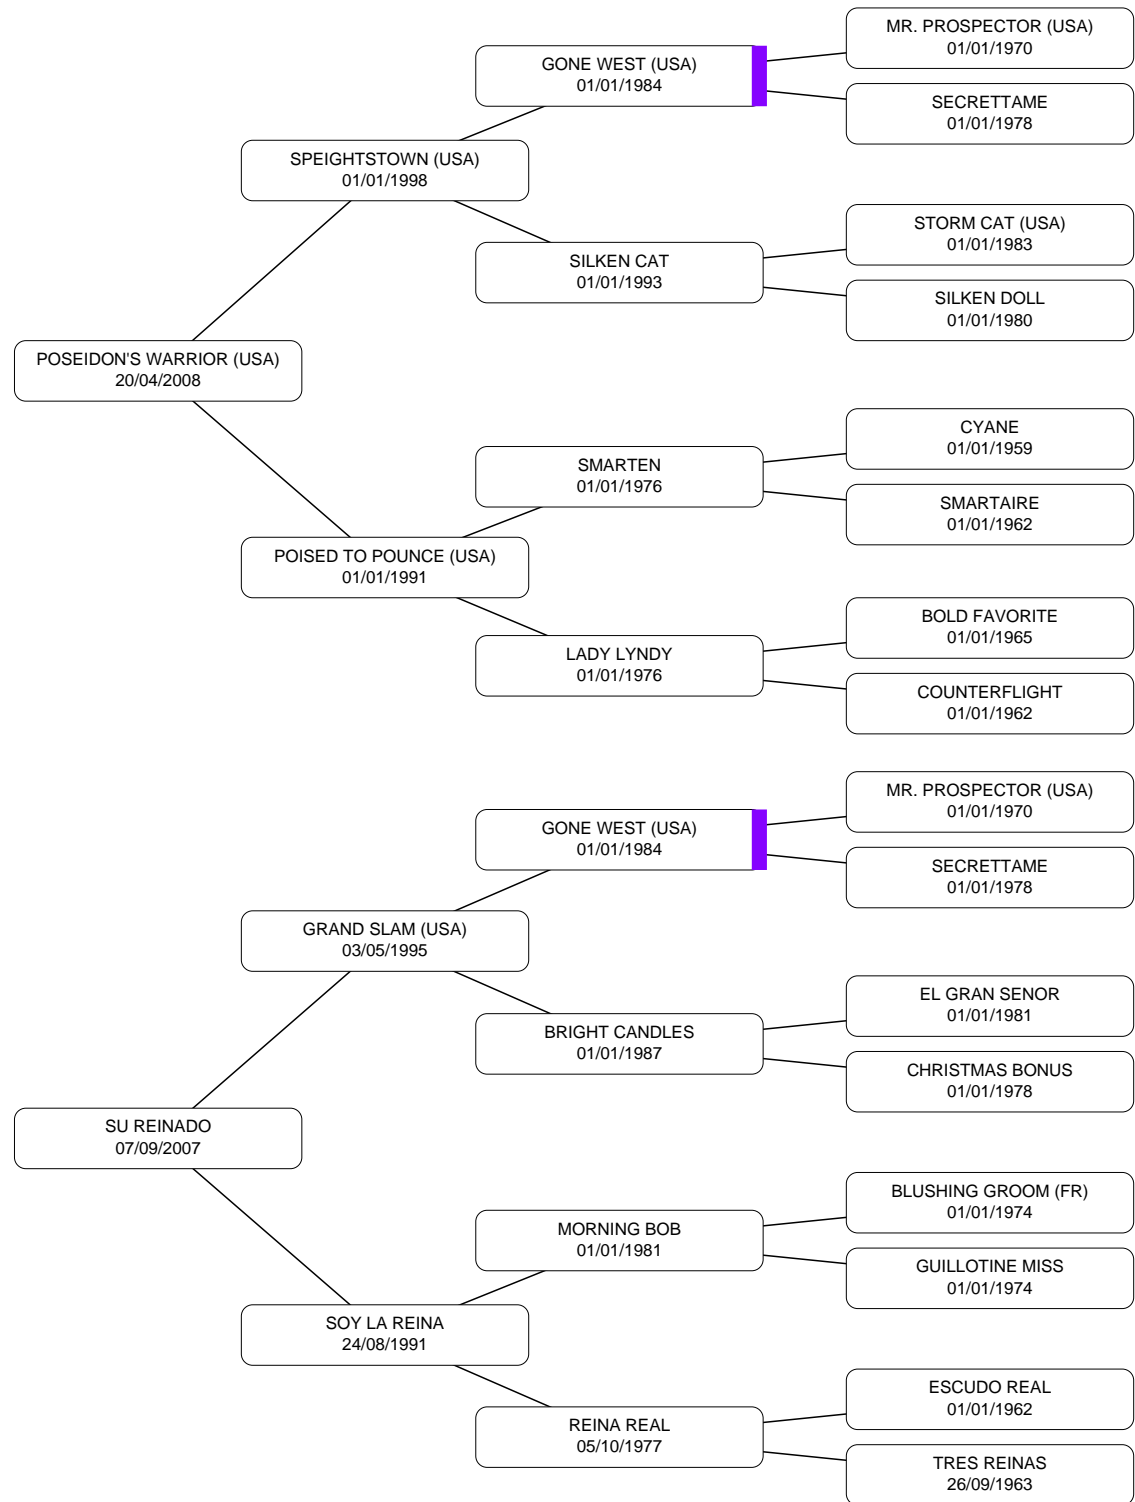 MR. PROSPECTOR (USA)
01/01/1970
GONE WEST (USA)
01/01/1984
SECRETTAME
01/01/1978
SPEIGHTSTOWN (USA)
01/01/1998
STORM CAT (USA)
01/01/1983
SILKEN CAT
01/01/1993
SILKEN DOLL
01/01/1980
POSEIDON'S WARRIOR (USA)
20/04/2008
CYANE
01/01/1959
SMARTEN
01/01/1976
SMARTAIRE
01/01/1962
POISED TO POUNCE (USA)
01/01/1991
BOLD FAVORITE
01/01/1965
LADY LYNDY
01/01/1976
COUNTERFLIGHT
01/01/1962
MR. PROSPECTOR (USA)
01/01/1970
GONE WEST (USA)
01/01/1984
SECRETTAME
01/01/1978
GRAND SLAM (USA)
03/05/1995
EL GRAN SENOR
01/01/1981
BRIGHT CANDLES
01/01/1987
CHRISTMAS BONUS
01/01/1978
SU REINADO
07/09/2007
BLUSHING GROOM (FR)
01/01/1974
MORNING BOB
01/01/1981
GUILLOTINE MISS
01/01/1974
SOY LA REINA
24/08/1991
ESCUDO REAL
01/01/1962
REINA REAL
05/10/1977
TRES REINAS
26/09/1963